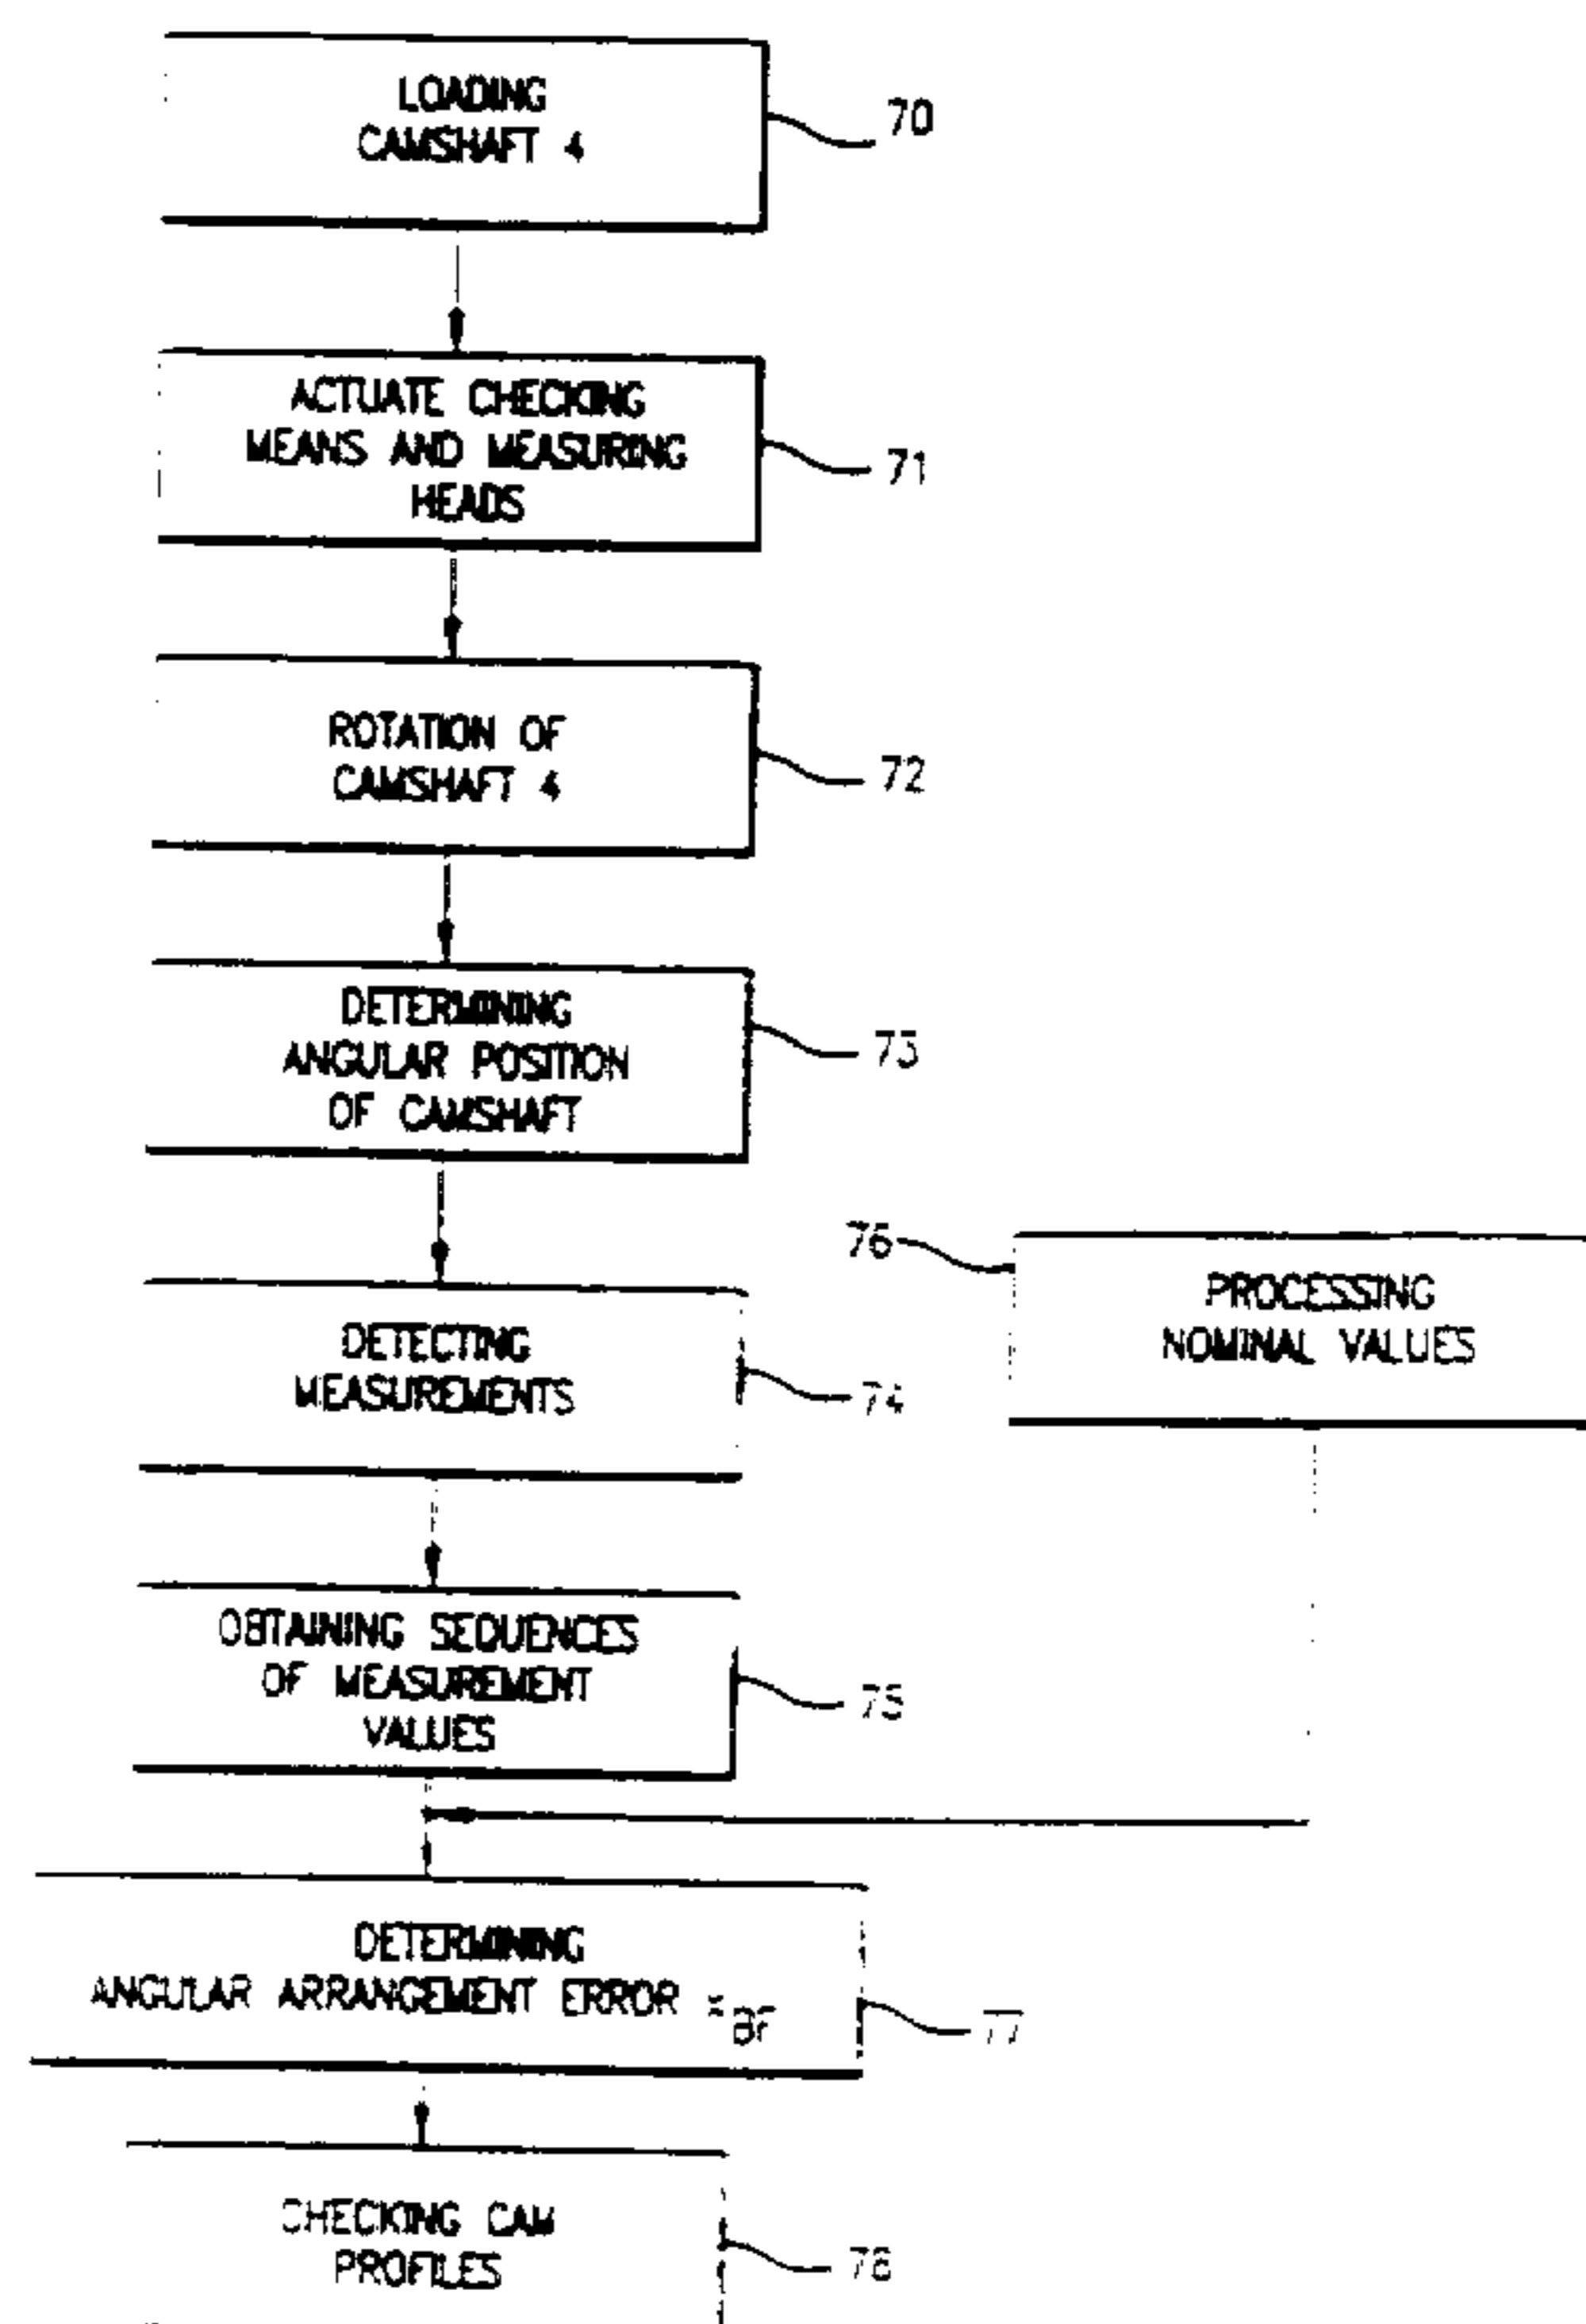 LOADING
CAMSHAFT 4
70
ACTUATE CHECKING
MEANS AND MEASURING
HEADS
71
ROTATION OF
CAMSHAFT 4
72
DETERMINING
ANGULAR POSITION
OF CAMSHAFT
73
76
PROCESSING
NOMINAL VALUES
DETECTING
MEASUREMENTS
74
OBTAINING SEQUENCES
OF MEASUREMENT
VALUES
75
DETERMINING
ANGULAR ARRANGEMENT ERROR
77
CHECKING CAM
PROFILES
78